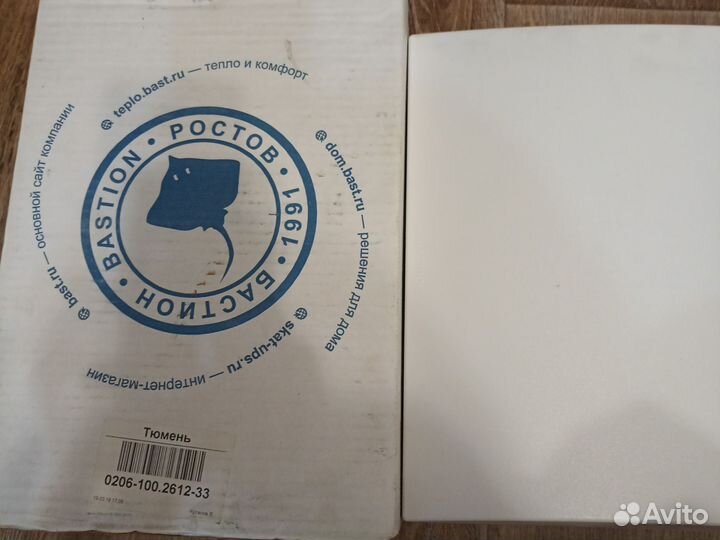 teplo.bast.ru — тепло и комфорт
dom.bast.ru — решения для дома
skat-ups.ru — интернет-магазин
bast.ru — основной сайт компании
BASTION • РОСТОВ • 1991 • БАСТИОН •
Тюмень
0206-100.2612-33
Avito